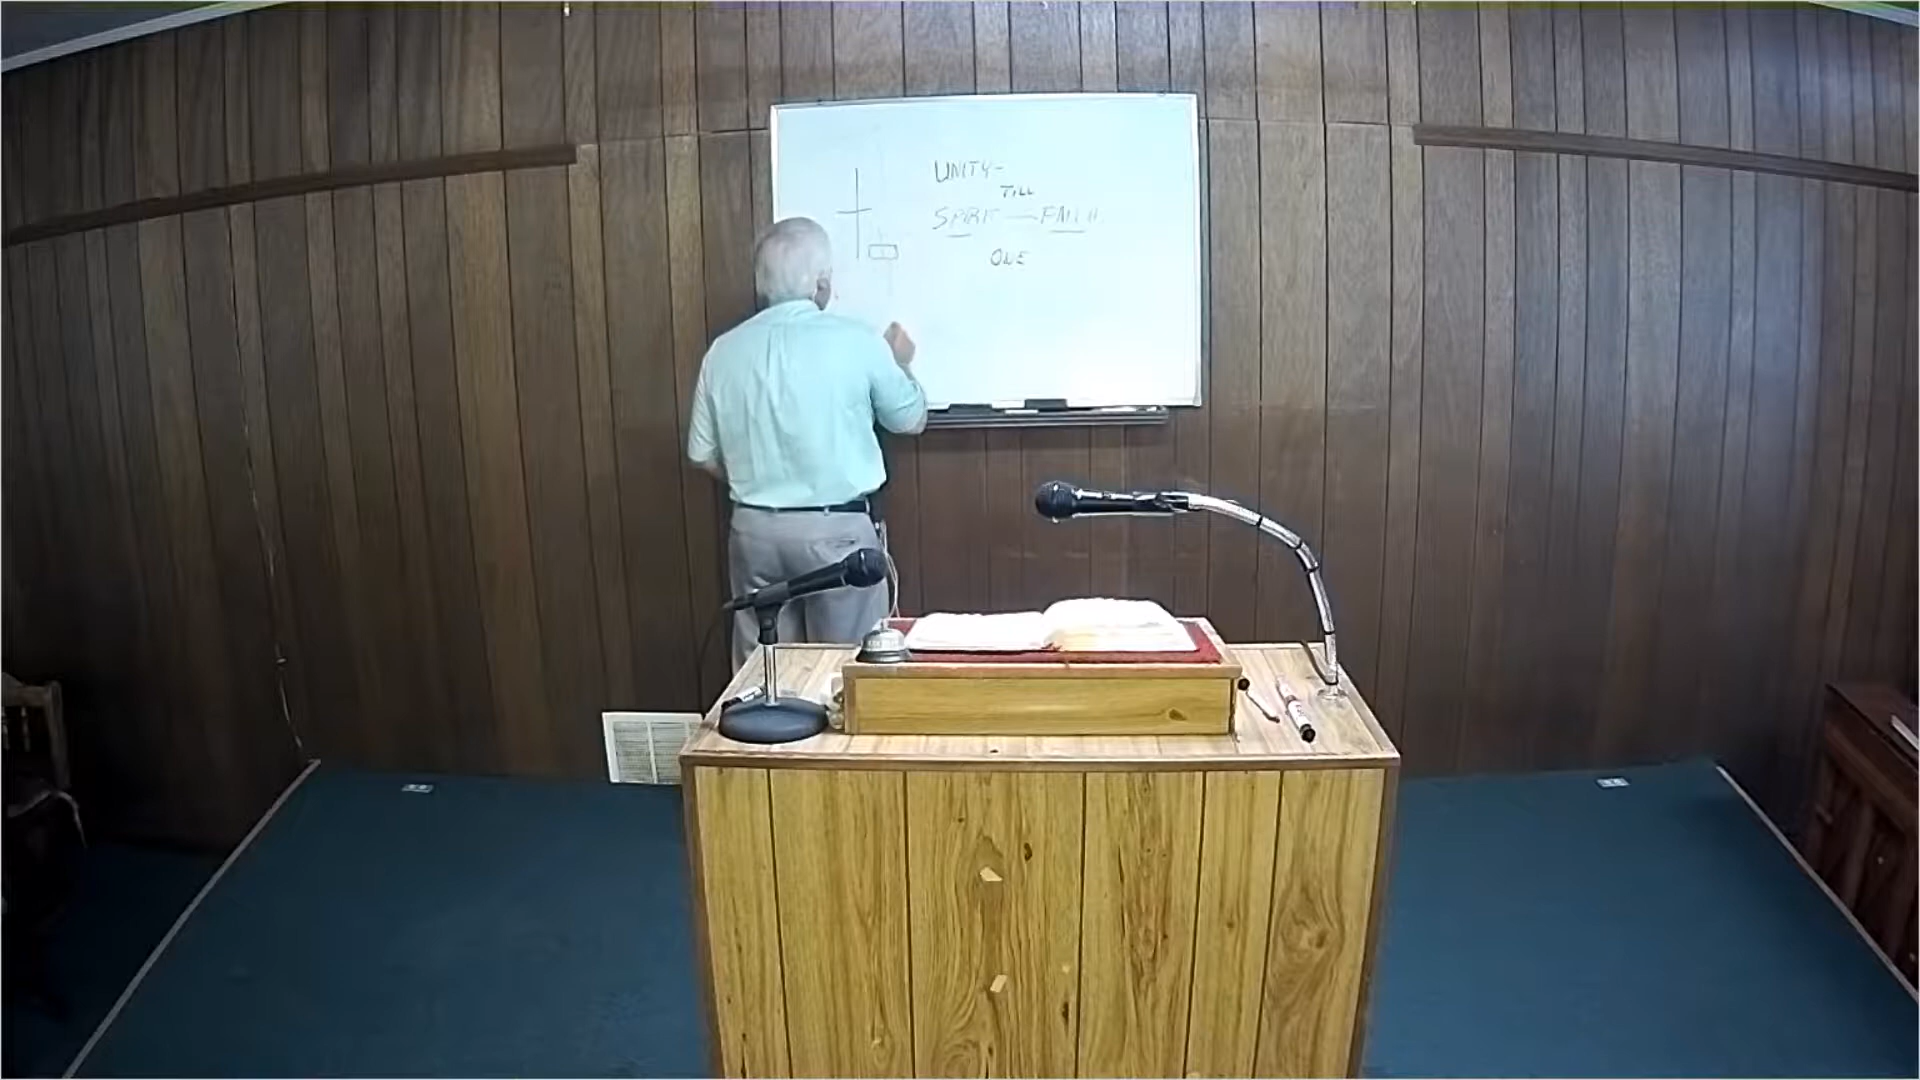 UNITY-
TILL
SPIRIT — FAITH
ONE